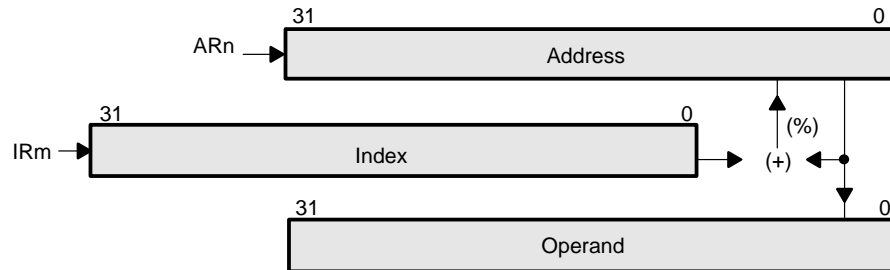 31 0
ARn Address
31 0
(%)
IRm Index (+)
31 0
Operand